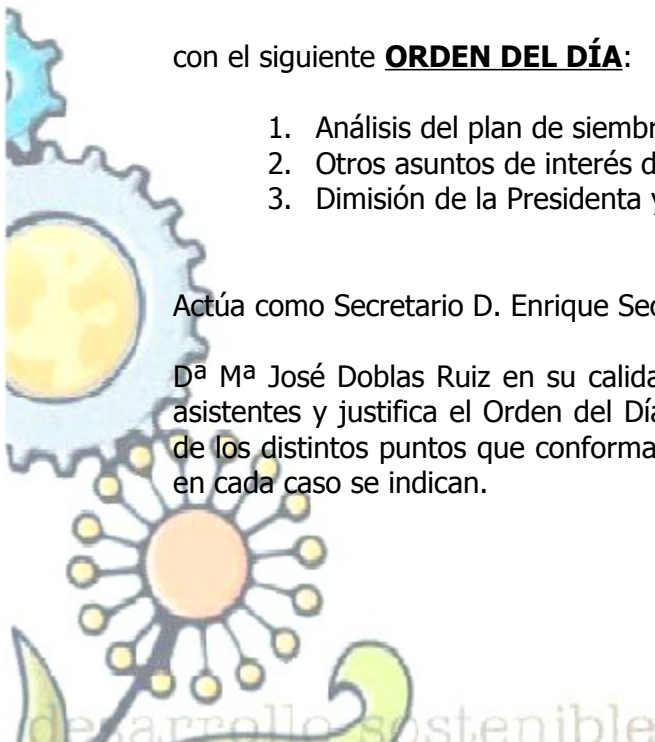 con el siguiente ORDEN DEL DÍA:
1. Análisis del plan de siembr
2. Otros asuntos de interés d
3. Dimisión de la Presidenta y
Actúa como Secretario D. Enrique Sec
Dª Mª José Doblas Ruiz en su calida
asistentes y justifica el Orden del Día
de los distintos puntos que conforma
en cada caso se indican.
desarrollo sostenible